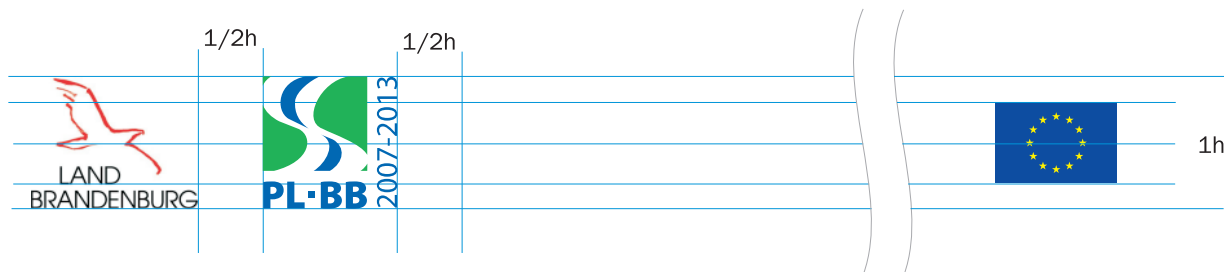 1/2h
1/2h
LAND
BRANDENBURG
PL-BB
2007-2013
1h